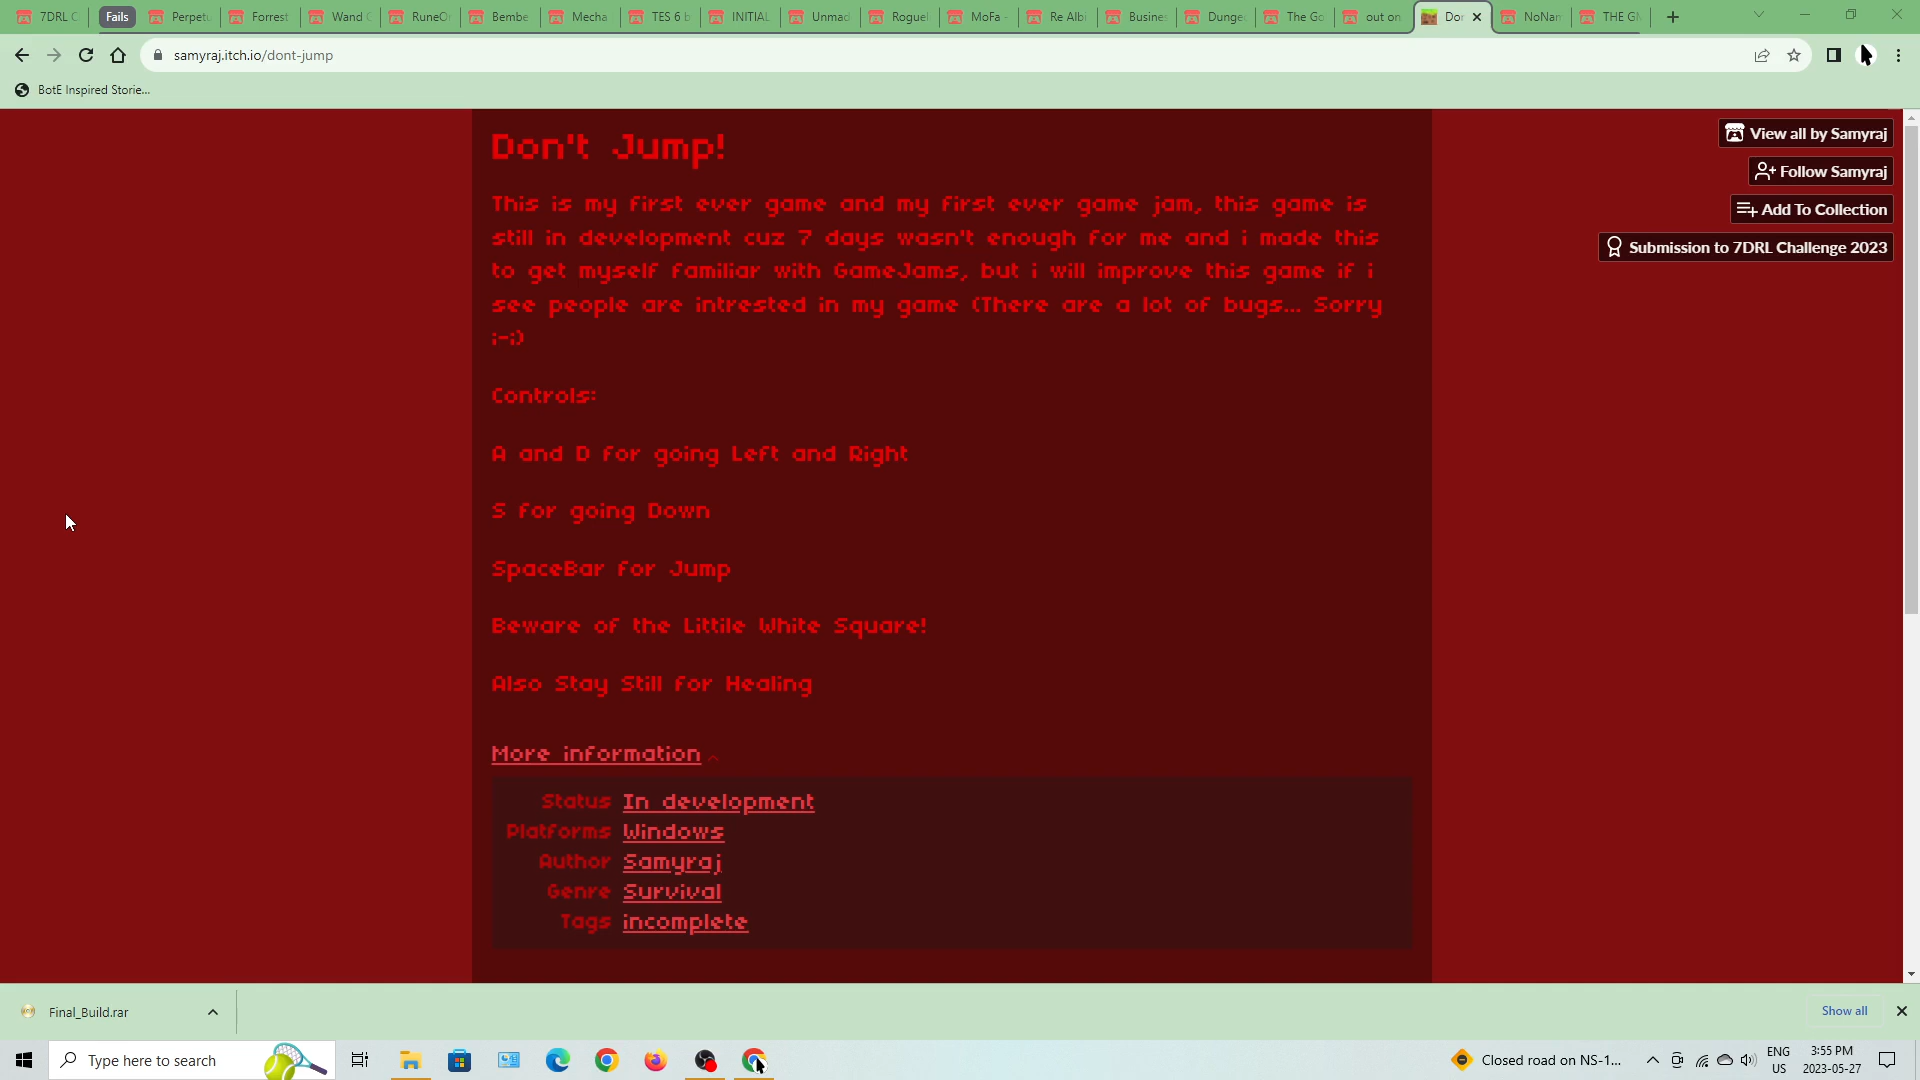 7DRL C
Fails
Perpetu
Forrest
Wand C
RuneO
Bembe
Mecha
TES 6 b
INITIAL
Unmad
Roguel
MoFa -
Re Albi
Busine
Dunge
The Go
out on
Don
NoNan
THE GN
samyraj.itch.io/dont-jump
BotE Inspired Storie...
Don't Jump!
This is my first ever game and my first ever game jam, this game is
still in development cuz 7 days wasn't enough for me and i made this
to get myself familiar with GameJams, but i will improve this game if i
see people are intrested in my game (There are a lot of bugs... Sorry
;-;)
Controls:
A and D for going Left and Right
S for going Down
SpaceBar for Jump
Beware of the Littile White Square!
Also Stay Still for Healing
More information
Status In development
Platforms Windows
Author Samyraj
Genre Survival
Tags incomplete
View all by Samyraj
Follow Samyraj
Add To Collection
Submission to 7DRL Challenge 2023
Final_Build.rar
Show all
Type here to search
Closed road on NS-1...
ENG
US
3:55 PM
2023-05-27